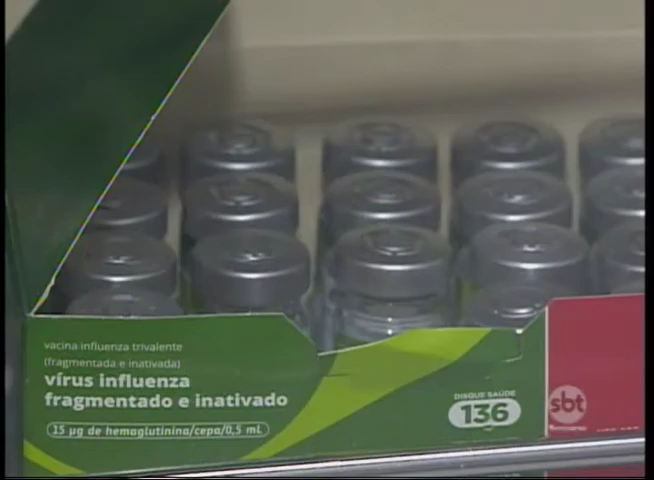 vacina influenza trivalente
(fragmentada e inativada)
vírus influenza
fragmentado e inativado
15 µg de hemaglutinina/cepa/0,5 mL
DISQUE SAÚDE
136
sbt